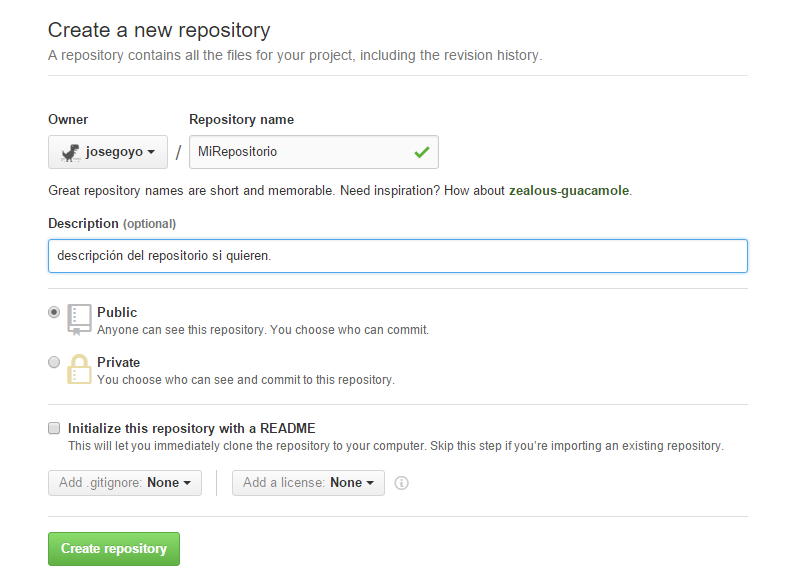 Create a new repository
A repository contains all the files for your project, including the revision history.
Owner
Repository name
josegoyo
/
MiRepositorio
Great repository names are short and memorable. Need inspiration? How about zealous-guacamole.
Description (optional)
descripción del repositorio si quieren.
Public
Anyone can see this repository. You choose who can commit.
Private
You choose who can see and commit to this repository.
Initialize this repository with a README
This will let you immediately clone the repository to your computer. Skip this step if you're importing an existing repository.
Add .gitignore: None
Add a license: None
Create repository